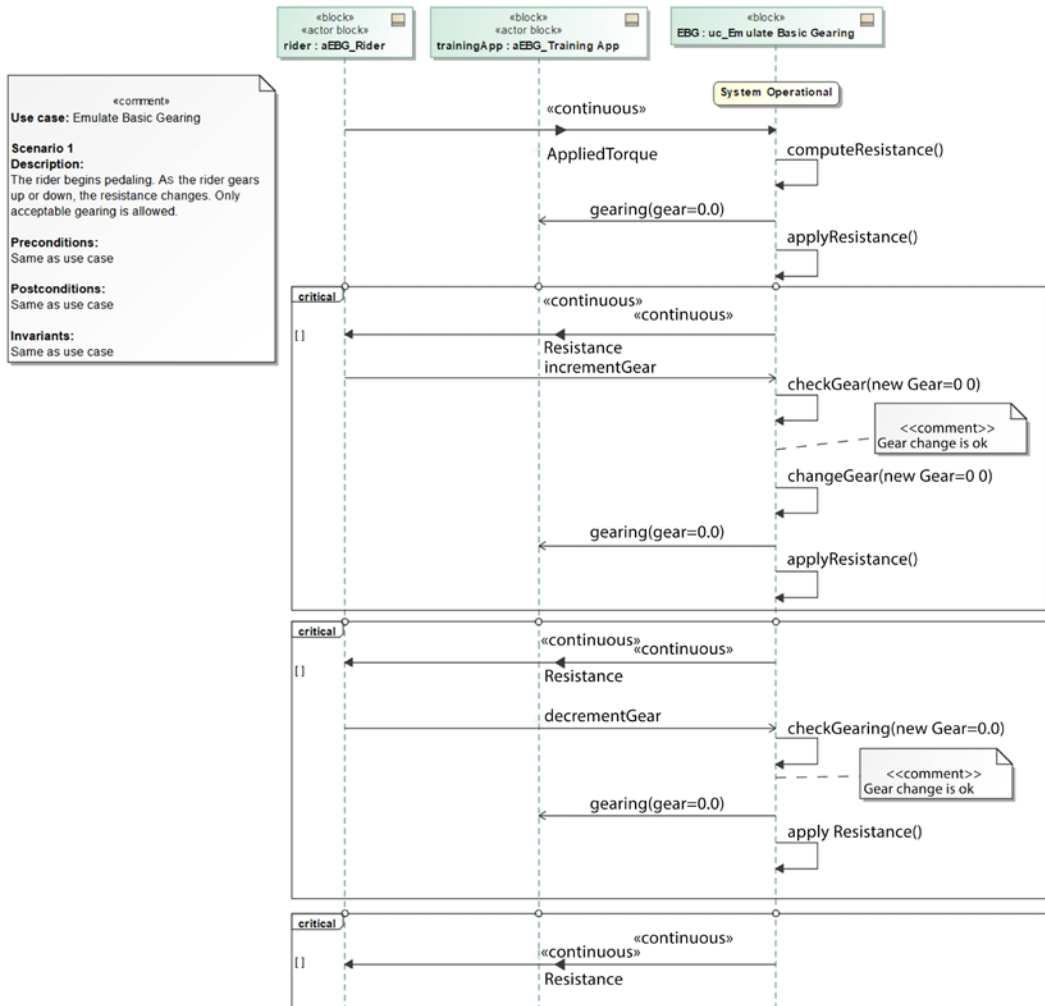 «block»
«actor block»
rider : aEBG_Rider
«block»
«actor block»
trainingApp : aEBG_Training App
«block»
EBG : uc_Emulate Basic Gearing
«comment»
Use case: Emulate Basic Gearing
Scenario 1
Description:
The rider begins pedaling. As the rider gears
up or down, the resistance changes. Only
acceptable gearing is allowed.
Preconditions:
Same as use case
Postconditions:
Same as use case
Invariants:
Same as use case
System Operational
«continuous»
AppliedTorque
computeResistance()
gearing(gear=0.0)
applyResistance()
critical
[ ]
«continuous»
«continuous»
Resistance
incrementGear
checkGear(new Gear=0 0)
<<comment>>
Gear change is ok
changeGear(new Gear=0 0)
gearing(gear=0.0)
applyResistance()
critical
[ ]
«continuous»
«continuous»
Resistance
decrementGear
checkGearing(new Gear=0.0)
<<comment>>
Gear change is ok
gearing(gear=0.0)
apply Resistance()
critical
[ ]
«continuous»
«continuous»
Resistance